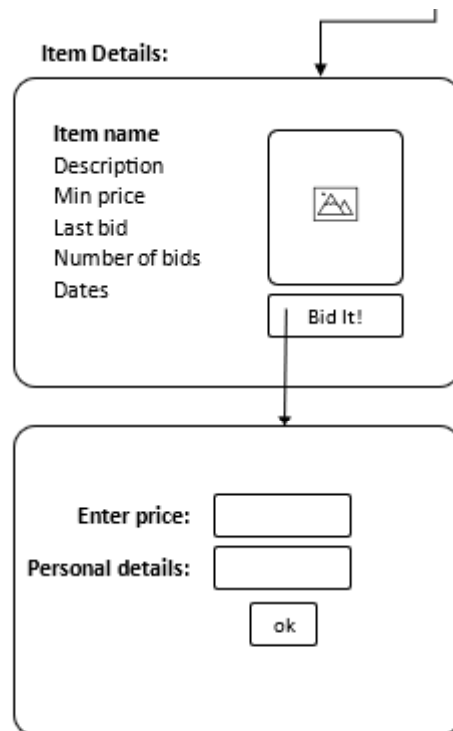 Item Details:
Item name
Description
Min price
Last bid
Number of bids
Dates
Bid It!
Enter price:
Personal details:
ok